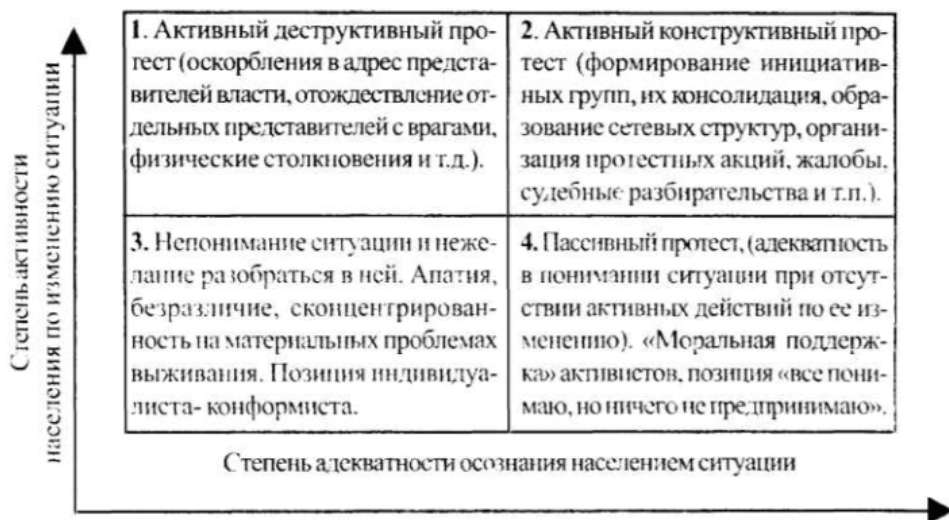 Степень активности
населения по изменению ситуации
1. Активный деструктивный про-
тест (оскорбления в адрес предста-
вителей власти, отождествление от-
дельных представителей с врагами,
физические столкновения и т.д.).
2. Активный конструктивный про-
тест (формирование инициатив-
ных групп, их консолидация, обра-
зование сетевых структур, органи-
зация протестных акций, жалобы,
судебные разбирательства и т.п.).
3. Непонимание ситуации и неже-
лание разобраться в ней. Апатия,
безразличие, сконцентрирован-
ность на материальных проблемах
выживания. Позиция индивидуа-
листа- конформиста.
4. Пассивный протест, (адекватность
в понимании ситуации при отсут-
ствии активных действий по ее из-
менению). «Моральная поддерж-
ка» активистов, позиция «все пони-
маю, но ничего не предпринимаю».
Степень адекватности осознания населением ситуации